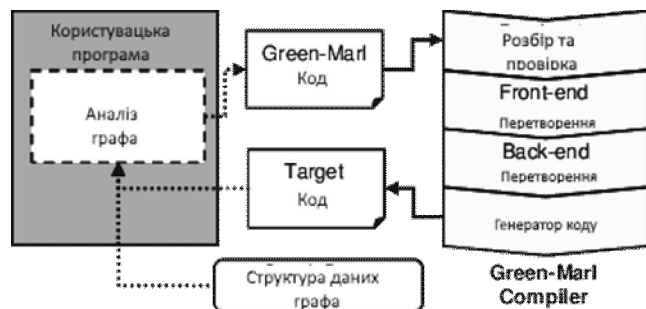 Користувацька
програма
Аналіз
графа
Green-Marl
Код
Target
Код
Структура даних
графа
Розбір та
провірка
Front-end
Перетворення
Back-end
Перетворення
Генератор коду
Green-Marl
Compiler